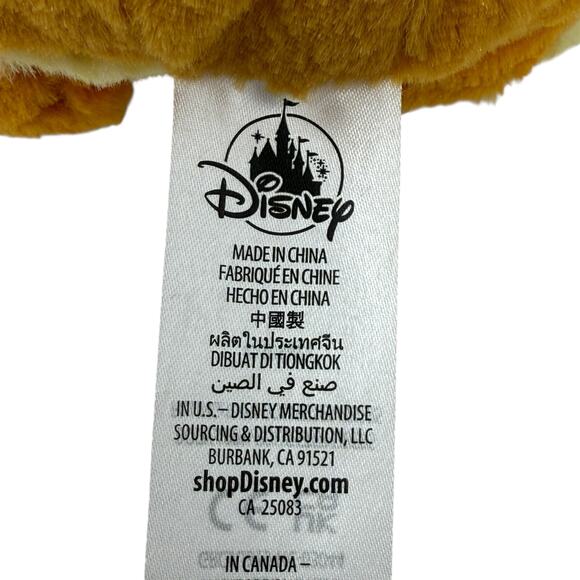 Disney
MADE IN CHINA
FABRIQUÉ EN CHINE
HECHO EN CHINA
中國製
ผลิตในประเทศจีน
DIBUAT DI TIONGKOK
صنع في الصين
IN U.S.– DISNEY MERCHANDISE
SOURCING & DISTRIBUTION, LLC
BURBANK, CA 91521
shopDisney.com
CA 25083
IN CANADA –